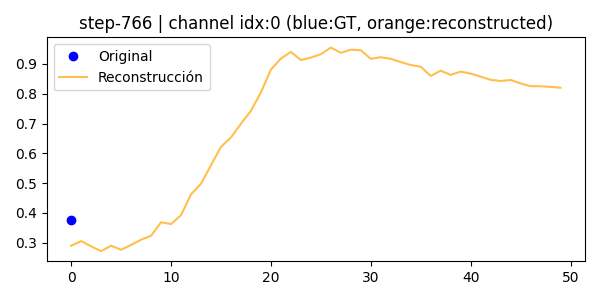 step-766 | channel idx:0 (blue:GT, orange:reconstructed)
Original
Reconstrucción
0.9
0.8
0.7
0.6
0.5
0.4
0.3
0 10 20 30 40 50